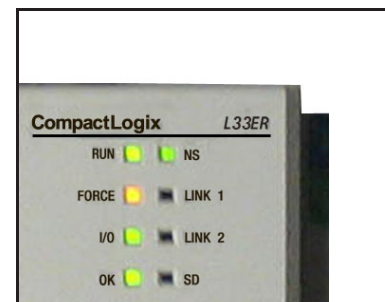 CompactLogix L33ER
RUN NS
FORCE LINK 1
I/O LINK 2
OK SD